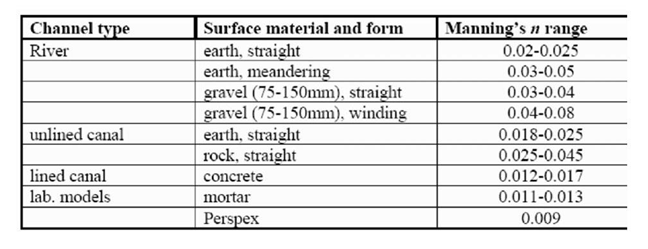 Channel type Surface material and form Manning's n range
River earth, straight 0.02-0.025
earth, meandering 0.03-0.05
gravel (75-150mm), straight 0.03-0.04
gravel (75-150mm), winding 0.04-0.08
unlined canal earth, straight 0.018-0.025
rock, straight 0.025-0.045
lined canal concrete 0.012-0.017
lab. models mortar 0.011-0.013
Perspex 0.009